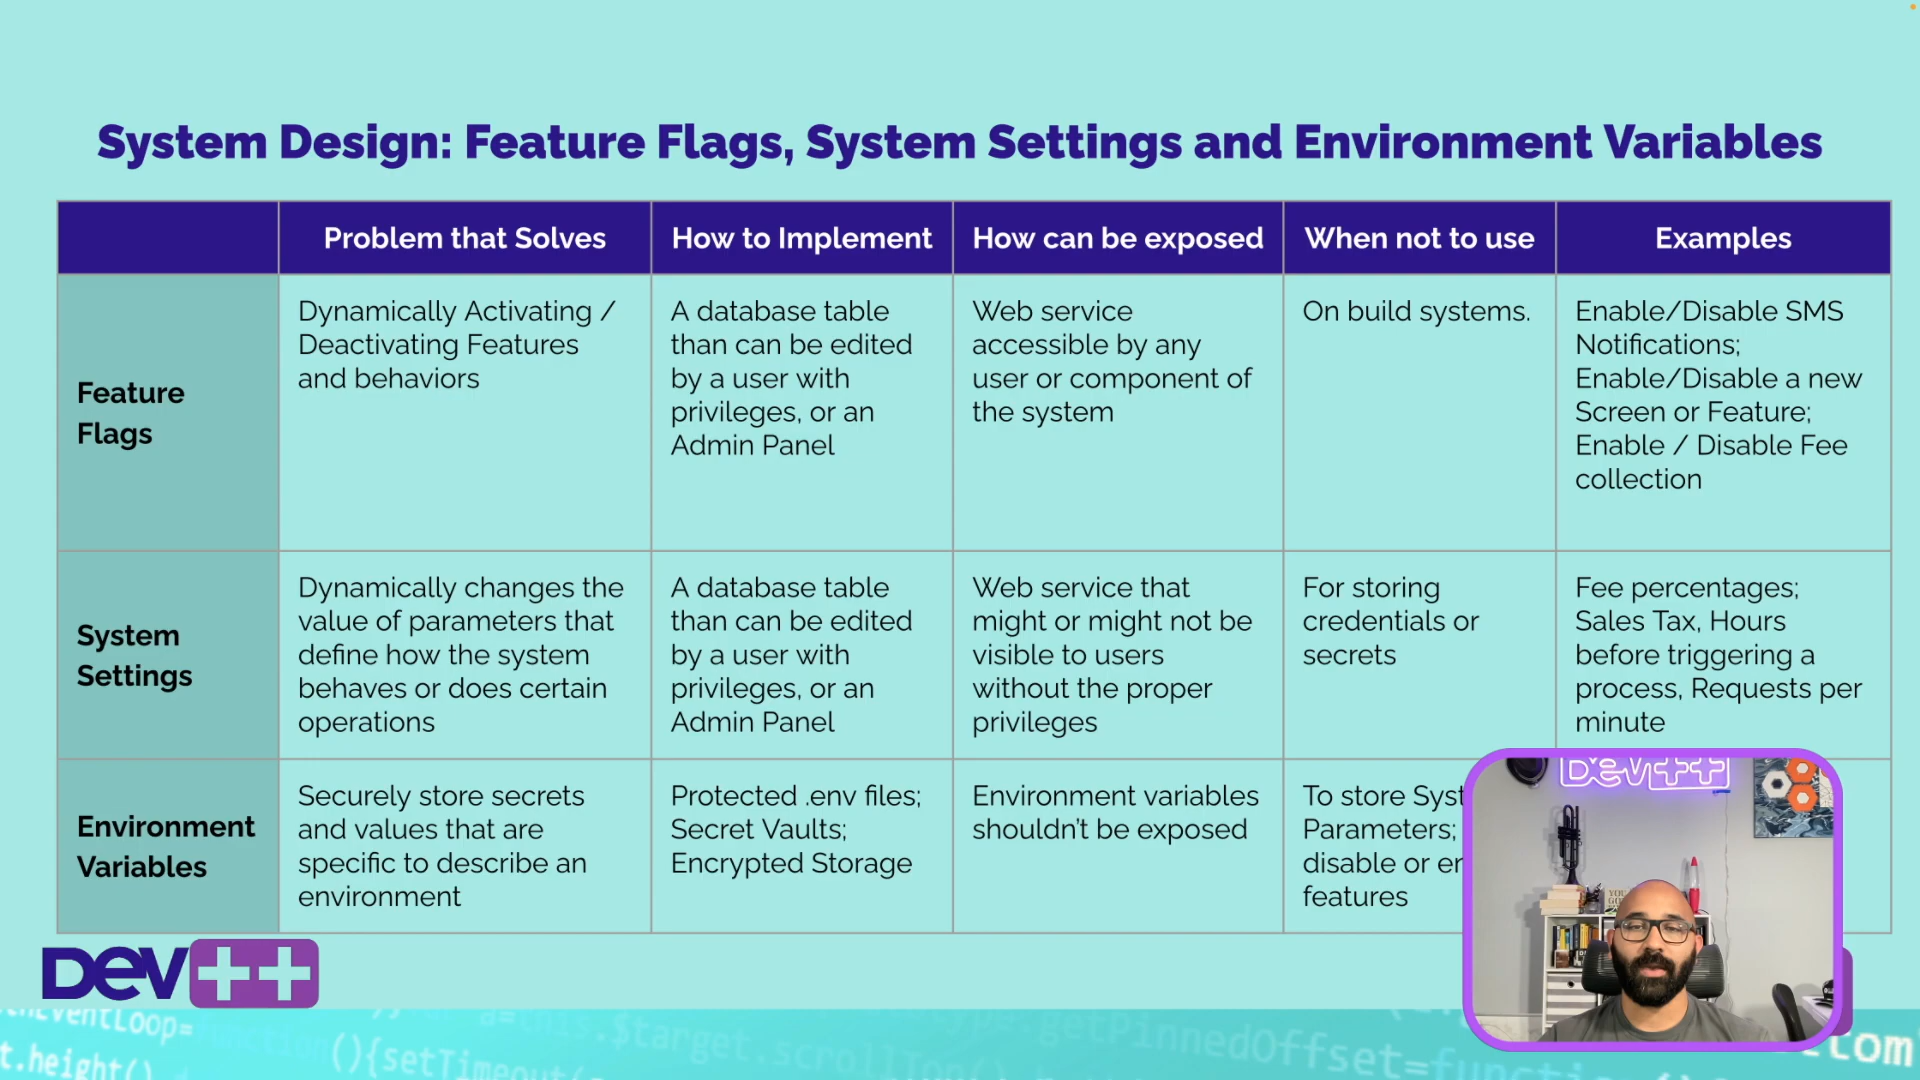 System Design: Feature Flags, System Settings and Environment Variables
Problem that Solves
How to Implement
How can be exposed
When not to use
Examples
Feature
Flags
Dynamically Activating /
Deactivating Features
and behaviors
A database table
than can be edited
by a user with
privileges, or an
Admin Panel
Web service
accessible by any
user or component of
the system
On build systems.
Enable/Disable SMS
Notifications;
Enable/Disable a new
Screen or Feature;
Enable / Disable Fee
collection
System
Settings
Dynamically changes the
value of parameters that
define how the system
behaves or does certain
operations
A database table
than can be edited
by a user with
privileges, or an
Admin Panel
Web service that
might or might not be
visible to users
without the proper
privileges
For storing
credentials or
secrets
Fee percentages;
Sales Tax, Hours
before triggering a
process, Requests per
minute
Environment
Variables
Securely store secrets
and values that are
specific to describe an
environment
Protected .env files;
Secret Vaults;
Encrypted Storage
Environment variables
shouldn't be exposed
To store Syst
Parameters;
disable or er
features
Dev++
Dev++
a=this.$target.scrollTop()
getPinnedOffset=function
t.height()
(){setTimeout(